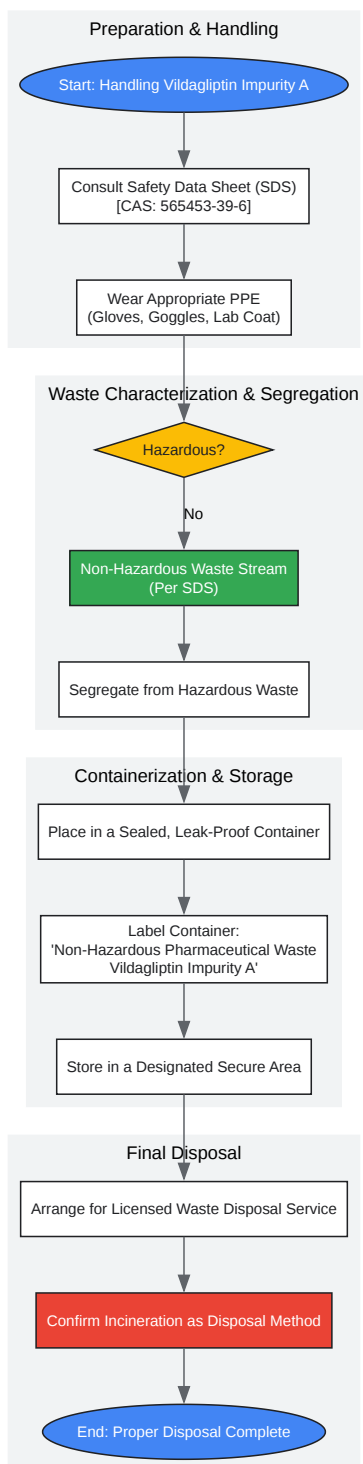 Preparation & Handling
Start: Handling Vildagliptin Impurity A
Consult Safety Data Sheet (SDS)
[CAS: 565453-39-6]
Wear Appropriate PPE
(Gloves, Goggles, Lab Coat)
Waste Characterization & Segregation
Hazardous?
No
Non-Hazardous Waste Stream
(Per SDS)
Segregate from Hazardous Waste
Containerization & Storage
Place in a Sealed, Leak-Proof Container
Label Container:
'Non-Hazardous Pharmaceutical Waste
Vildagliptin Impurity A'
Store in a Designated Secure Area
Final Disposal
Arrange for Licensed Waste Disposal Service
Confirm Incineration as Disposal Method
End: Proper Disposal Complete